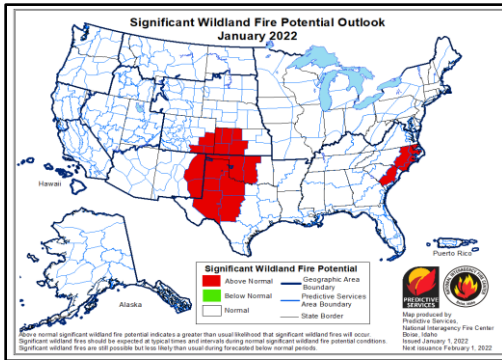 Significant Wildland Fire Potential Outlook
January 2022
Hawaii
Puerto Rico
Alaska
Significant Wildland Fire Potential
Above Normal
Below Normal
Normal
Geographic Area
Boundary
Predictive Services
Area Boundary
State Border
PREDICTIVE
SERVICES
Map produced by
Predictive Services,
National Interagency Fire Center
Boise, Idaho
Issued January 1, 2022
Next issuance February 1, 2022
Above normal significant wildland fire potential indicates a greater than usual likelihood that significant wildland fires will occur.
Significant wildland fires should be expected at typical times and intervals during normal significant wildland fire potential conditions.
Significant wildland fires are still possible but less likely than usual during forecasted below normal periods.